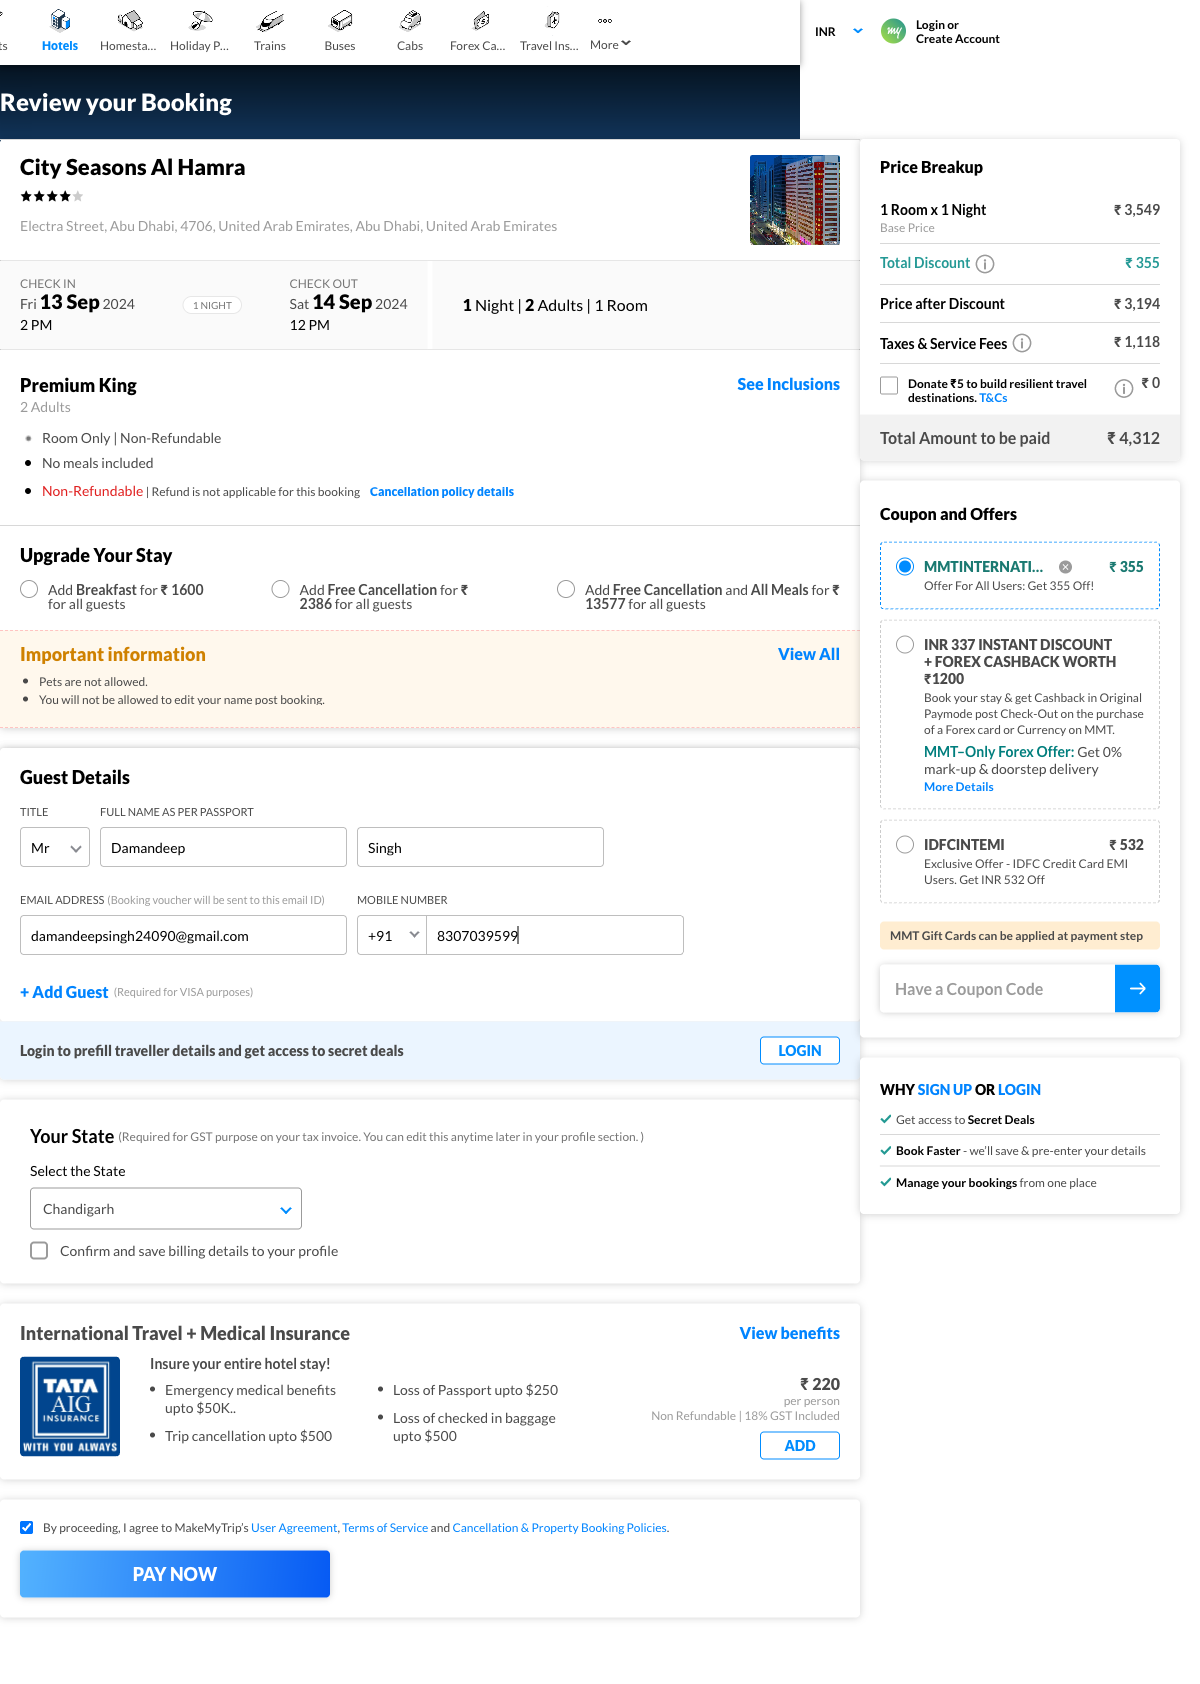 ts
Hotels
Homesta...
Holiday P...
Trains
Buses
Cabs
Forex Ca...
Travel Ins...
More
INR
my
Login or
Create Account
Review your Booking
City Seasons Al Hamra
Electra Street, Abu Dhabi, 4706, United Arab Emirates, Abu Dhabi, United Arab Emirates
CHECK IN
Fri 13 Sep 2024
2 PM
1 NIGHT
CHECK OUT
Sat 14 Sep 2024
12 PM
1 Night | 2 Adults | 1 Room
Premium King
See Inclusions
2 Adults
Room Only | Non-Refundable
No meals included
Non-Refundable | Refund is not applicable for this booking Cancellation policy details
Upgrade Your Stay
Add Breakfast for ₹ 1600
for all guests
Add Free Cancellation for ₹
2386 for all guests
Add Free Cancellation and All Meals for ₹
13577 for all guests
Important information
View All
Pets are not allowed.
You will not be allowed to edit your name post booking.
Guest Details
TITLE
FULL NAME AS PER PASSPORT
Mr
Damandeep
Singh
EMAIL ADDRESS (Booking voucher will be sent to this email ID)
MOBILE NUMBER
damandeepsingh24090@gmail.com
+91
8307039599
+ Add Guest (Required for VISA purposes)
Login to prefill traveller details and get access to secret deals
LOGIN
Your State (Required for GST purpose on your tax invoice. You can edit this anytime later in your profile section. )
Select the State
Chandigarh
Confirm and save billing details to your profile
International Travel + Medical Insurance
View benefits
TATA
AIG
INSURANCE
WITH YOU ALWAYS
Insure your entire hotel stay!
Emergency medical benefits
upto $50K..
Trip cancellation upto $500
Loss of Passport upto $250
Loss of checked in baggage
upto $500
₹ 220
per person
Non Refundable | 18% GST Included
ADD
By proceeding, I agree to MakeMyTrip's User Agreement, Terms of Service and Cancellation & Property Booking Policies.
PAY NOW
Price Breakup
1 Room x 1 Night ₹ 3,549
Base Price
Total Discount ₹ 355
Price after Discount ₹ 3,194
Taxes & Service Fees ₹ 1,118
Donate ₹5 to build resilient travel
destinations. T&Cs
₹ 0
Total Amount to be paid ₹ 4,312
Coupon and Offers
MMTINTERNATI... ₹ 355
Offer For All Users: Get 355 Off!
INR 337 INSTANT DISCOUNT
+ FOREX CASHBACK WORTH
₹1200
Book your stay & get Cashback in Original
Paymode post Check-Out on the purchase
of a Forex card or Currency on MMT.
MMT–Only Forex Offer: Get 0%
mark-up & doorstep delivery
More Details
IDFCINTEMI ₹ 532
Exclusive Offer - IDFC Credit Card EMI
Users. Get INR 532 Off
MMT Gift Cards can be applied at payment step
Have a Coupon Code
WHY SIGN UP OR LOGIN
Get access to Secret Deals
Book Faster - we'll save & pre-enter your details
Manage your bookings from one place